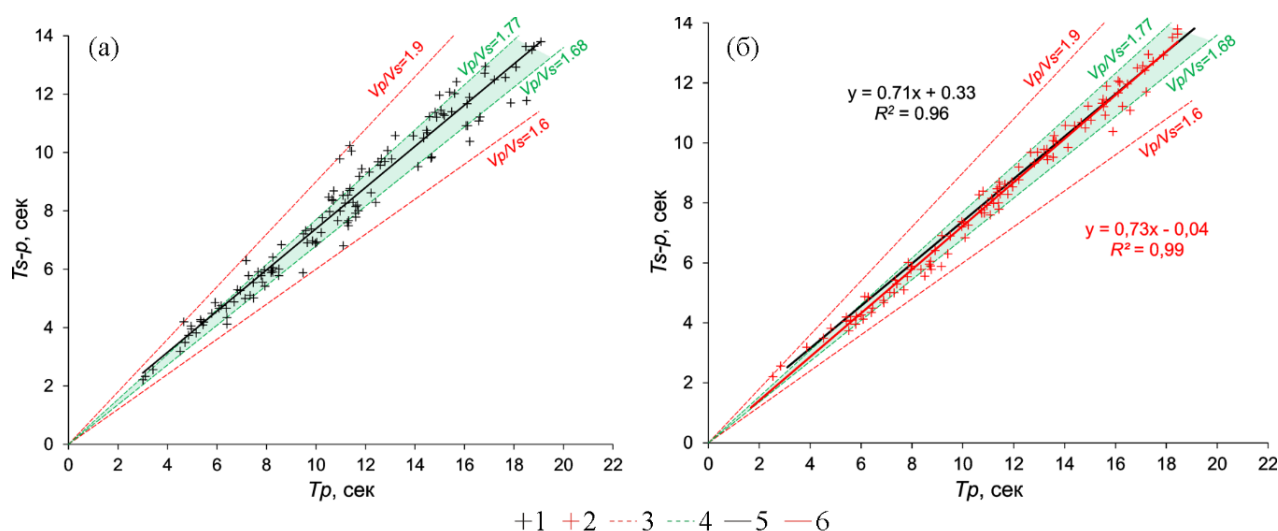 (а)
Vp/Vs=1.9
Vp/Vs=1.77
Vp/Vs=1.68
Vp/Vs=1.6
Ts-p, сек
14
12
10
8
6
4
2
0
0 2 4 6 8 10 12 14 16 18 20 22
Tp, сек
(б)
Vp/Vs=1.9
Vp/Vs=1.77
Vp/Vs=1.68
Vp/Vs=1.6
y = 0.71x + 0.33
R² = 0.96
y = 0,73x - 0,04
R² = 0,99
Ts-p, сек
14
12
10
8
6
4
2
0
0 2 4 6 8 10 12 14 16 18 20 22
Tp, сек
1 2 3 4 5 6